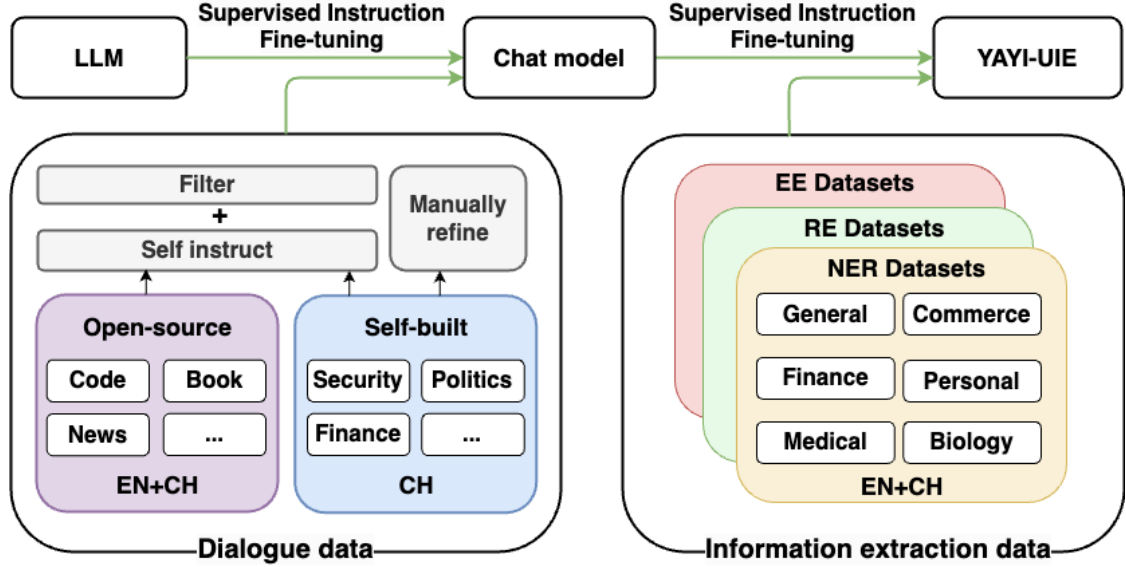 Supervised Instruction
Fine-tuning
Supervised Instruction
Fine-tuning
LLM
Chat model
YAYI-UIE
Filter
+
Self instruct
Manually
refine
Open-source
Code
Book
News
...
EN+CH
Self-built
Security
Politics
Finance
...
CH
Dialogue data
EE Datasets
RE Datasets
NER Datasets
General
Commerce
Finance
Personal
Medical
Biology
EN+CH
Information extraction data